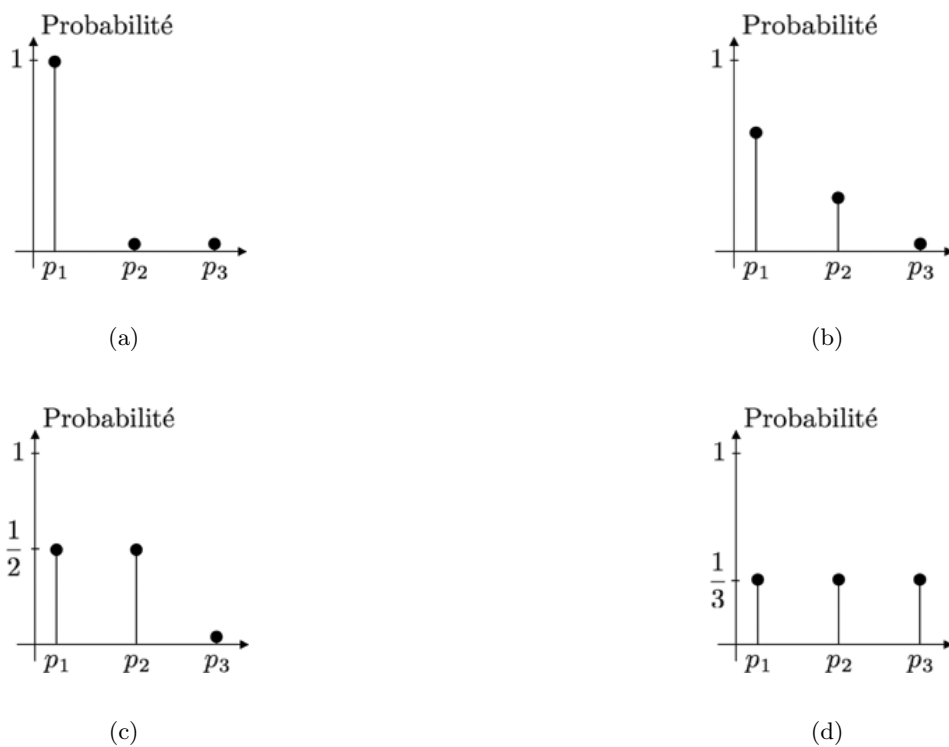 Probabilité
1
p₁ p₂ p₃
(a)
Probabilité
1
p₁ p₂ p₃
(b)
Probabilité
1
1/2
p₁ p₂ p₃
(c)
Probabilité
1
1/3
p₁ p₂ p₃
(d)